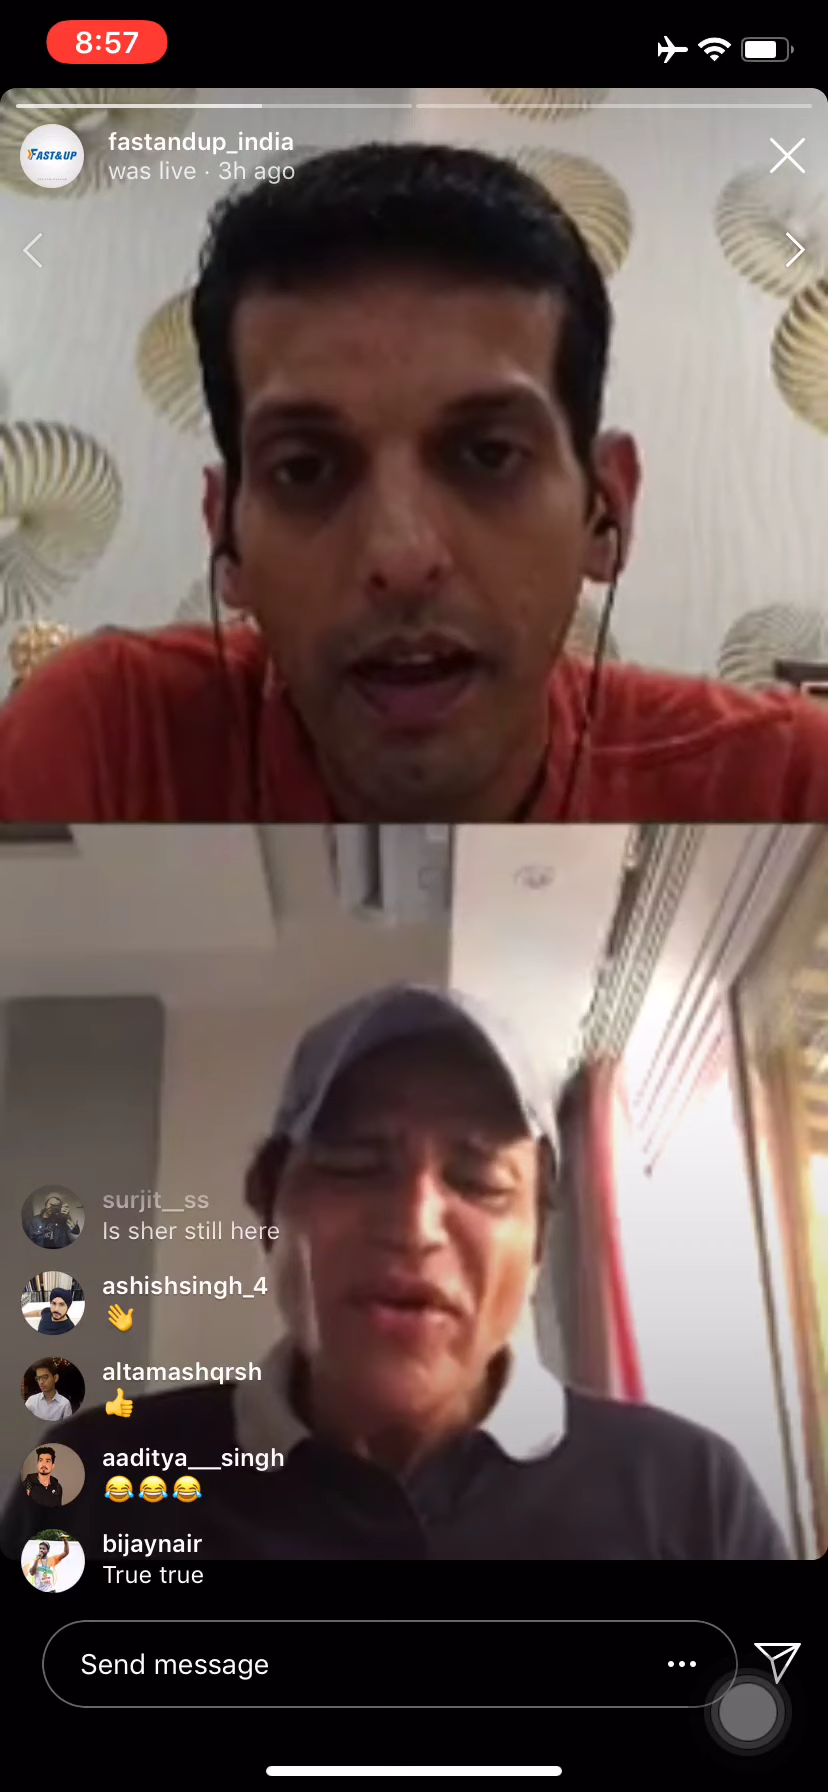 8:57
FAST&UP
fastandup_india
was live · 3h ago
surjit__ss
Is sher still here
ashishsingh_4
👋
altamashqrsh
👍
aaditya___singh
😂😂😂
bijaynair
True true
Send message